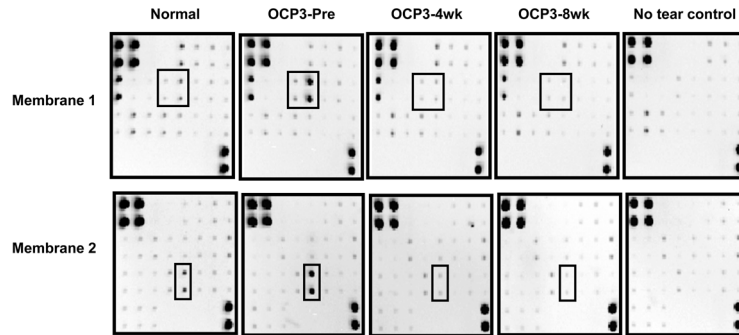 Normal OCP3-Pre OCP3-4wk OCP3-8wk No tear control
Membrane 1
Membrane 2